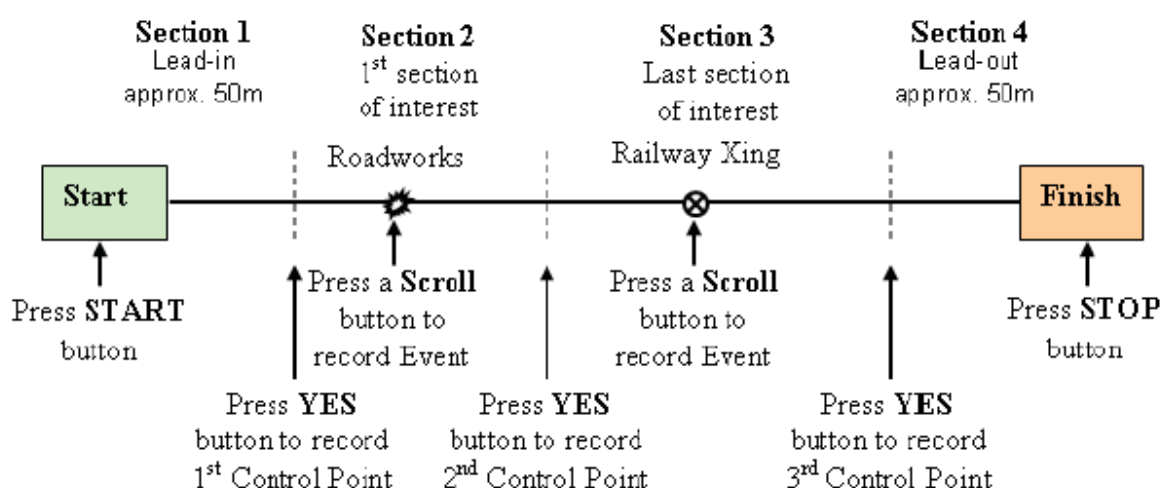 Section 1
Lead-in
approx. 50m
Section 2
1st section
of interest
Roadworks
Section 3
Last section
of interest
Railway Xing
Section 4
Lead-out
approx. 50m
Start
Finish
Press START
button
Press a Scroll
button to
record Event
Press a Scroll
button to
record Event
Press STOP
button
Press YES
button to record
1st Control Point
Press YES
button to record
2nd Control Point
Press YES
button to record
3rd Control Point